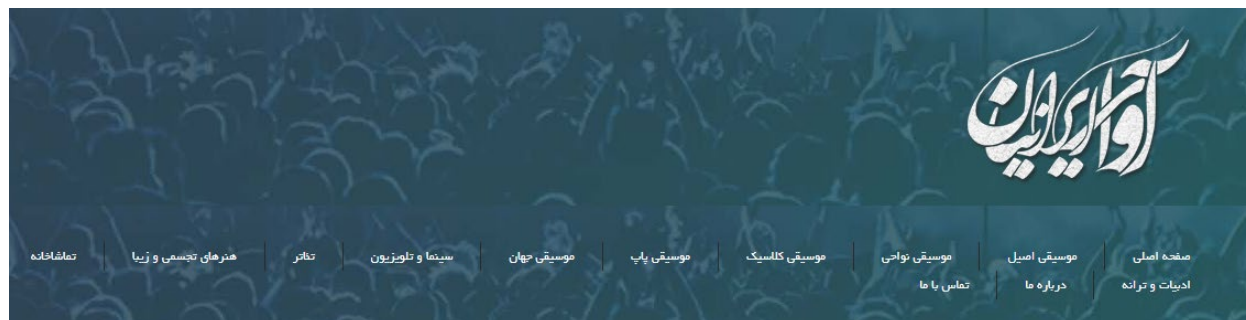 آوای ایرانیان
صفحه اصلی
موسیقی اصیل
موسیقی نواحی
موسیقی کلاسیک
موسیقی پاپ
موسیقی جهان
سینما و تلویزیون
تئاتر
هنرهای تجسمی و زیبا
تماشاخانه
ادبیات و ترانه
درباره ما
تماس با ما